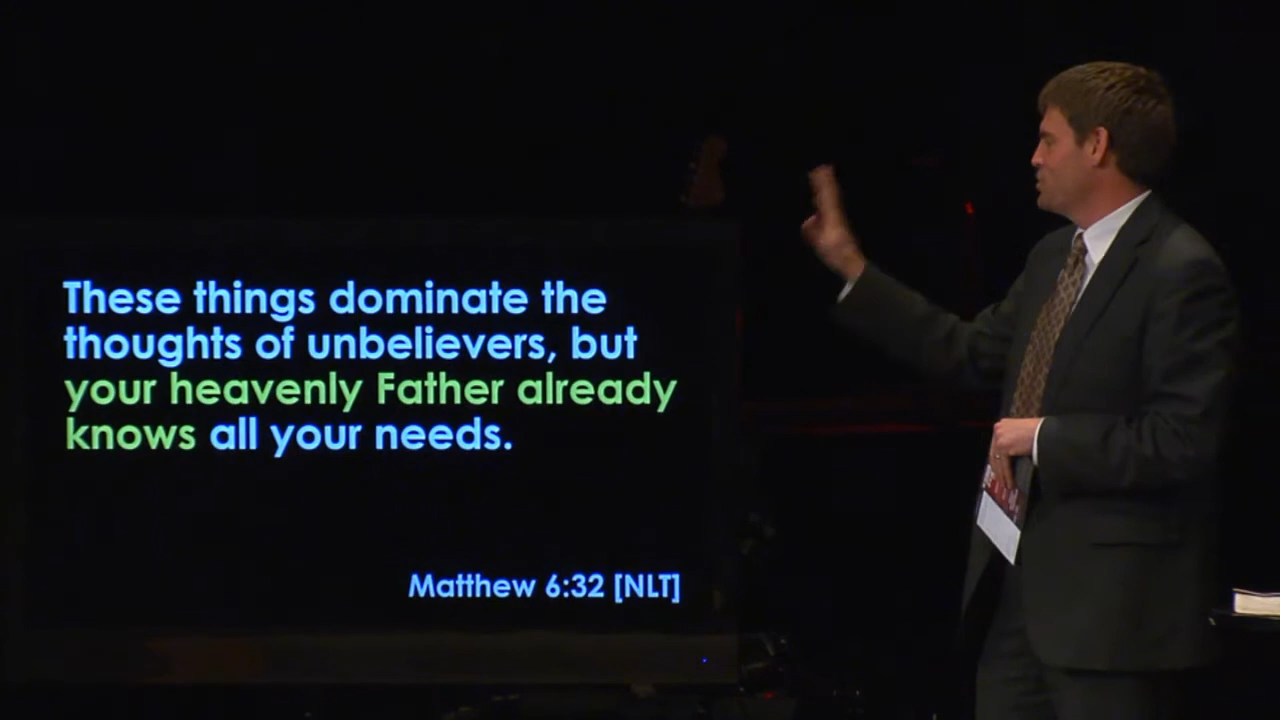 These things dominate the
thoughts of unbelievers, but
your heavenly Father already
knows all your needs.
Matthew 6:32 [NLT]